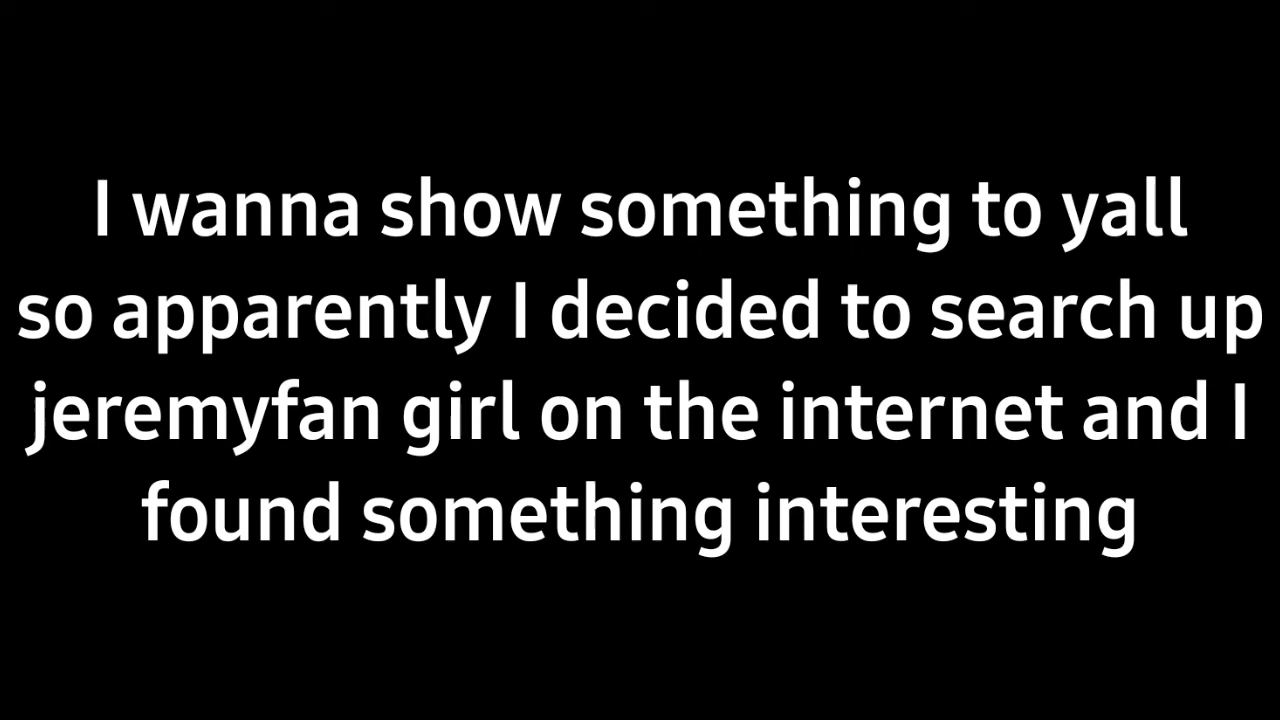 I wanna show something to yall
so apparently I decided to search up
jeremyfan girl on the internet and I
found something interesting